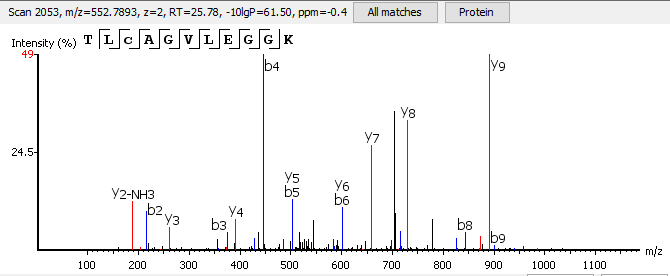 Scan 2053, m/z=552.7893, z=2, RT=25.78, -10lgP=61.50, ppm=-0.4 All matches Protein
Intensity (%) T L c A G V L E G G K
49 b4 y9
y8
24.5 y7
y2-NH3 b2 y3 b3 y4 y5 b5 y6 b6 b8 b9
100 200 300 400 500 600 700 800 900 1000 1100